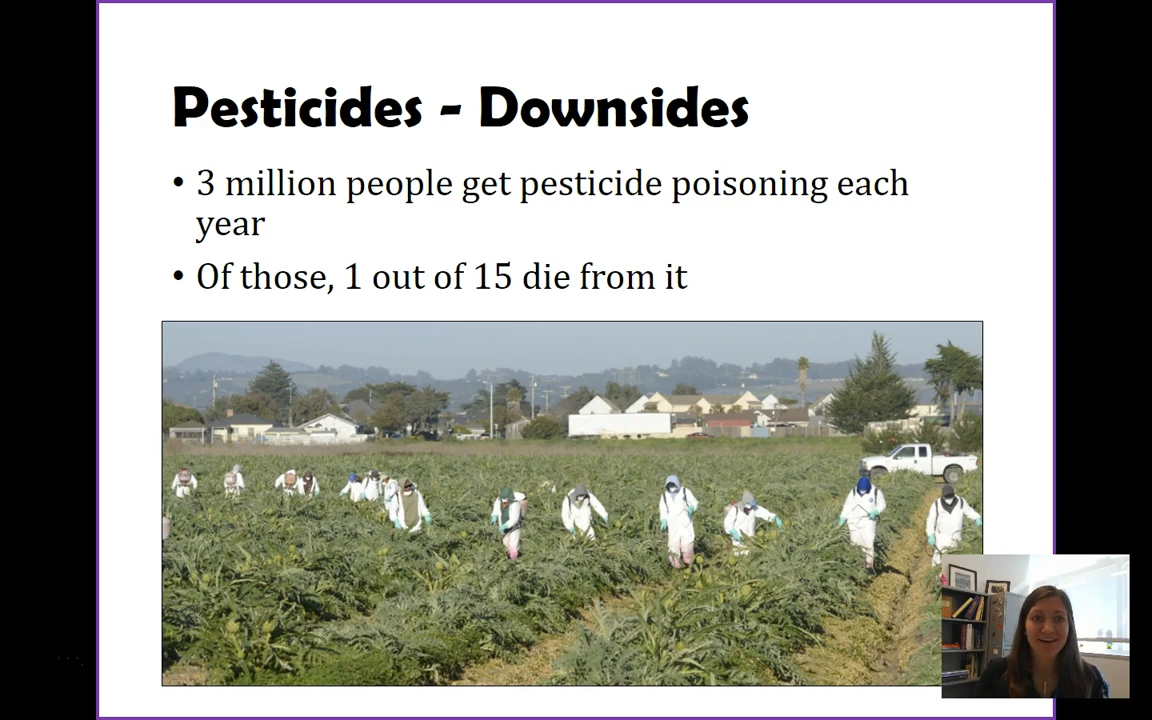 Pesticides - Downsides
• 3 million people get pesticide poisoning each
year
• Of those, 1 out of 15 die from it